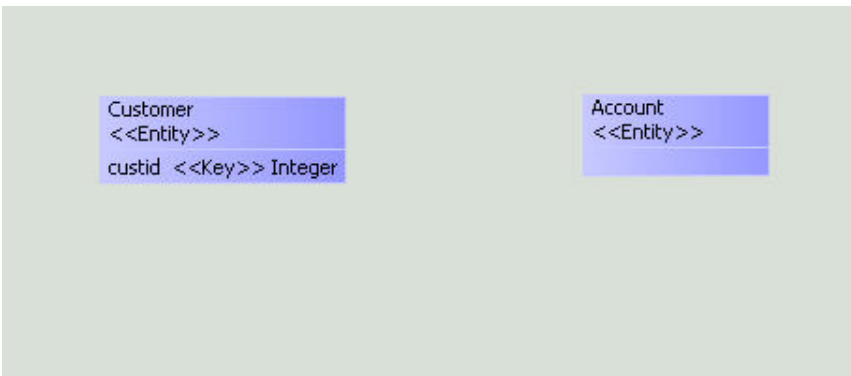 Customer
<<Entity>>
custid <<Key>> Integer
Account
<<Entity>>